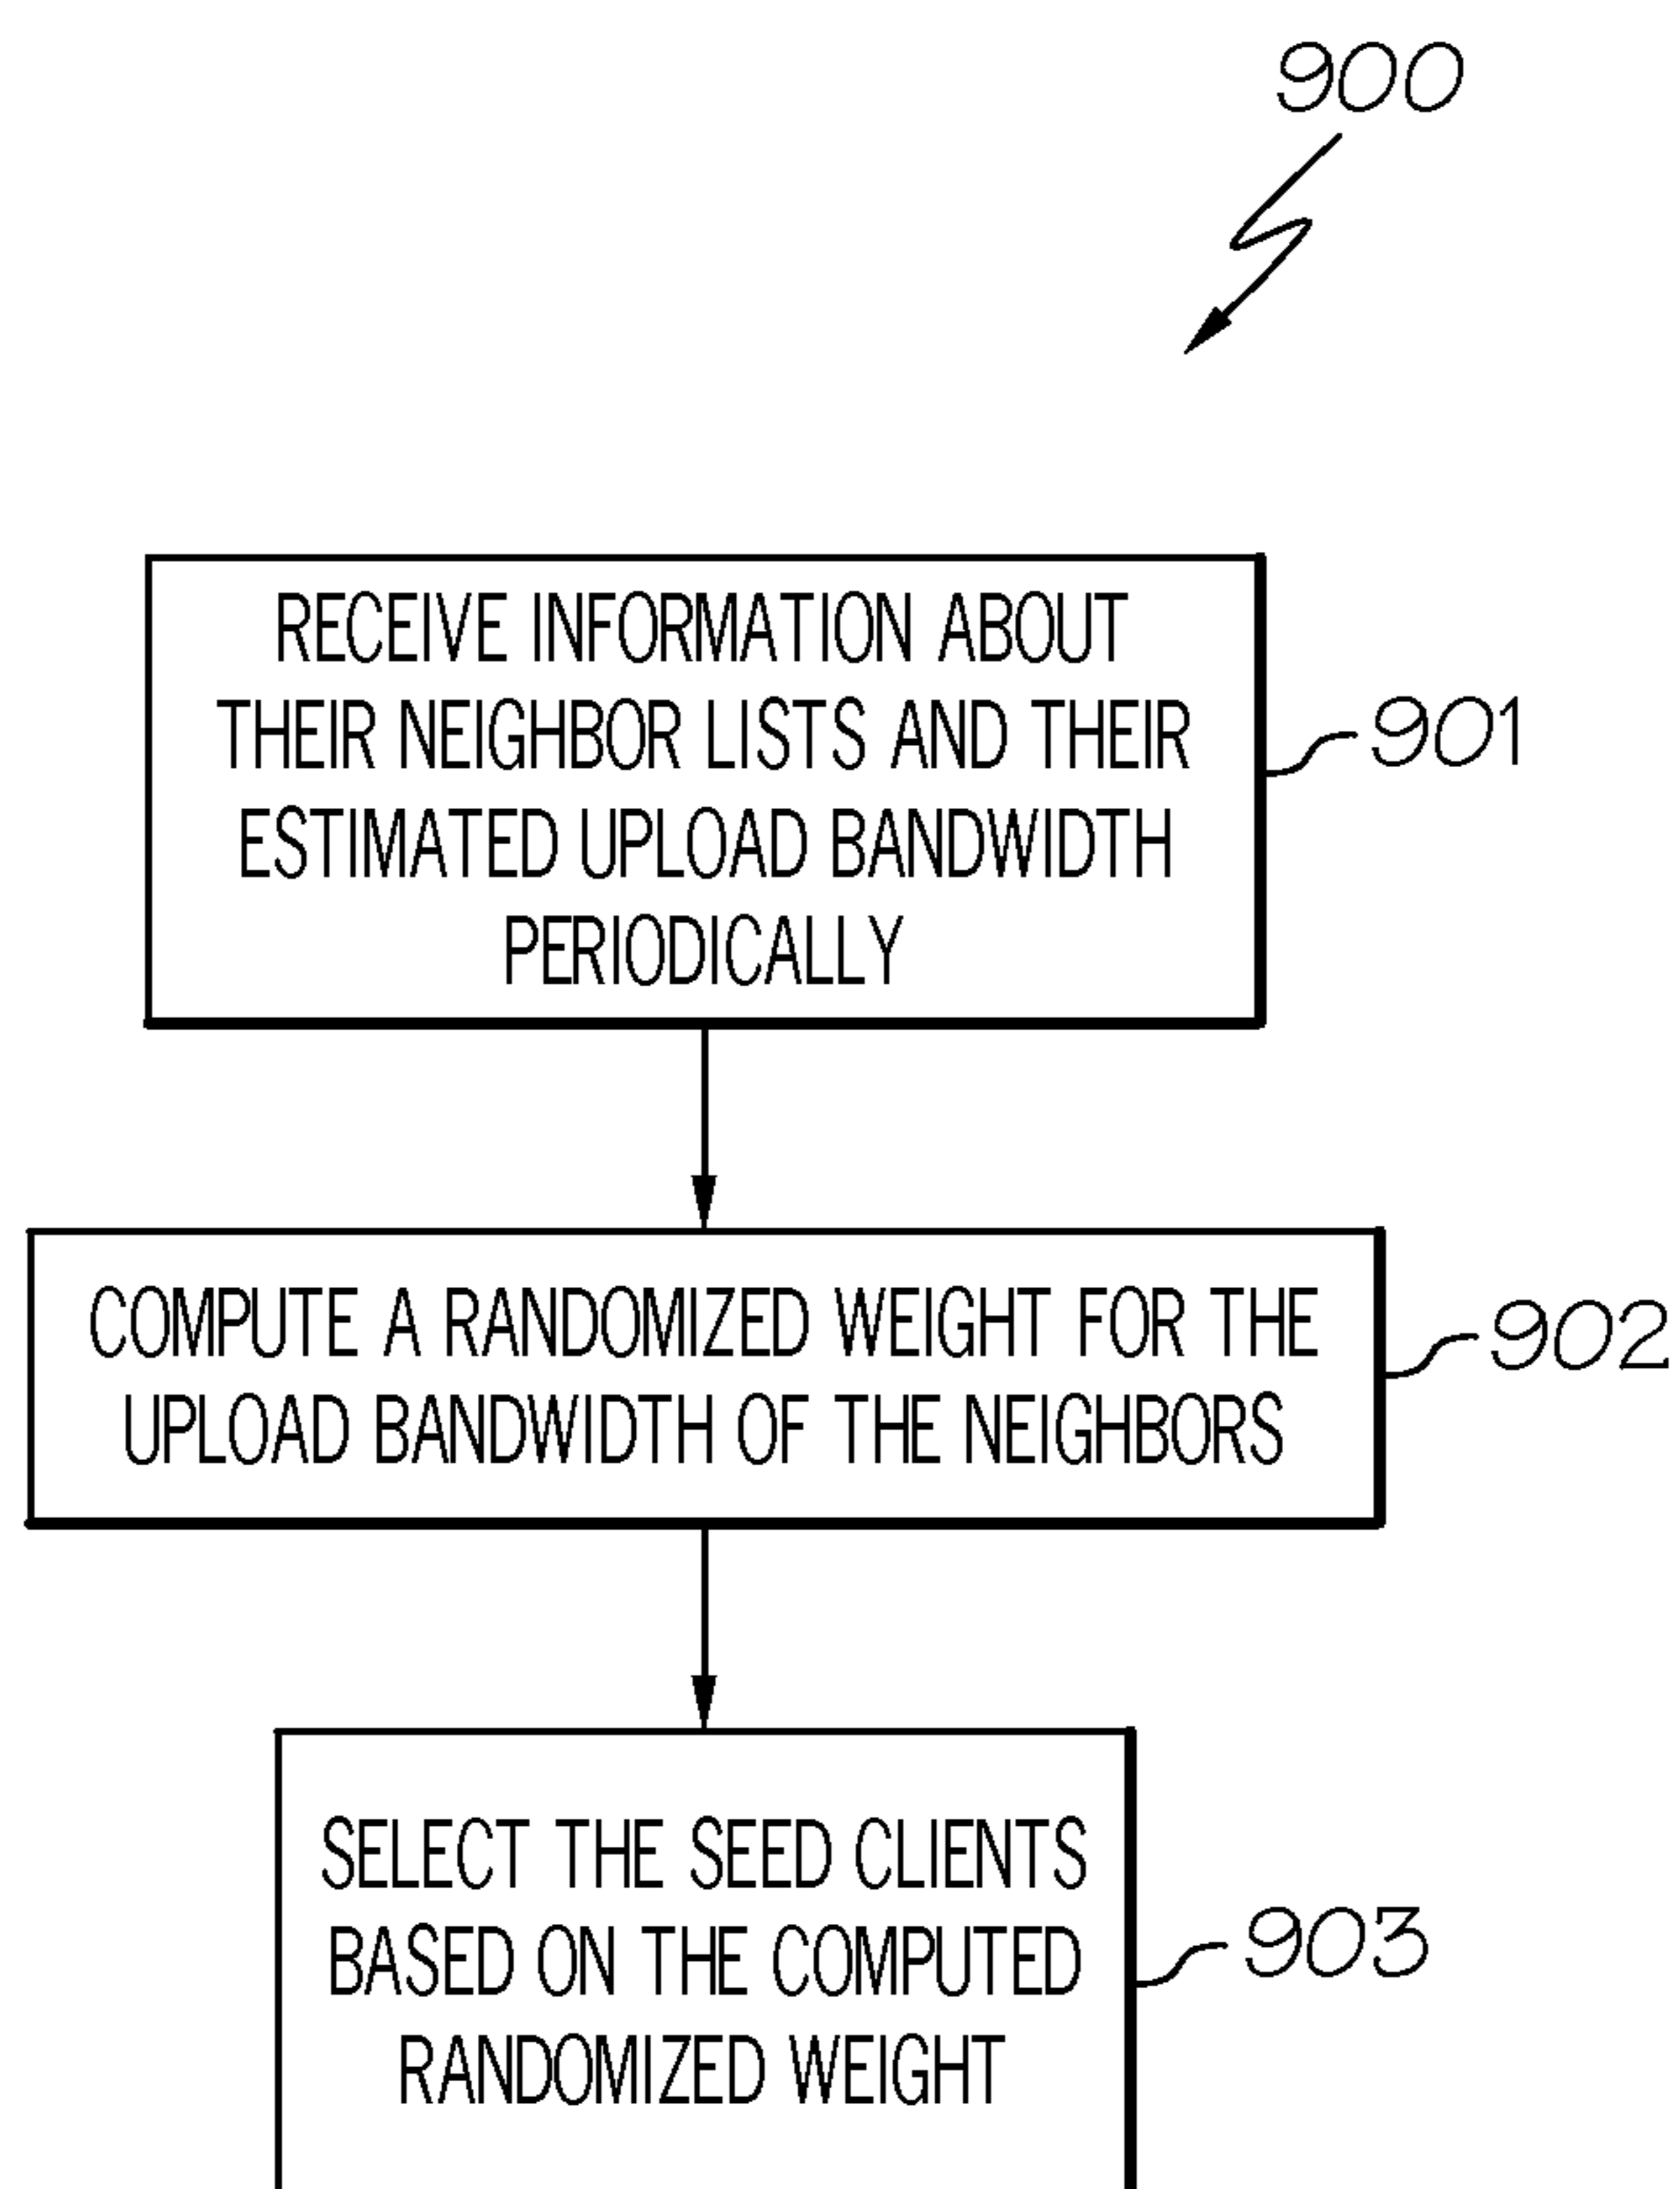 900
RECEIVE INFORMATION ABOUT
THEIR NEIGHBOR LISTS AND THEIR
ESTIMATED UPLOAD BANDWIDTH
PERIODICALLY
901
COMPUTE A RANDOMIZED WEIGHT FOR THE
UPLOAD BANDWIDTH OF THE NEIGHBORS
902
SELECT THE SEED CLIENTS
BASED ON THE COMPUTED
RANDOMIZED WEIGHT
903